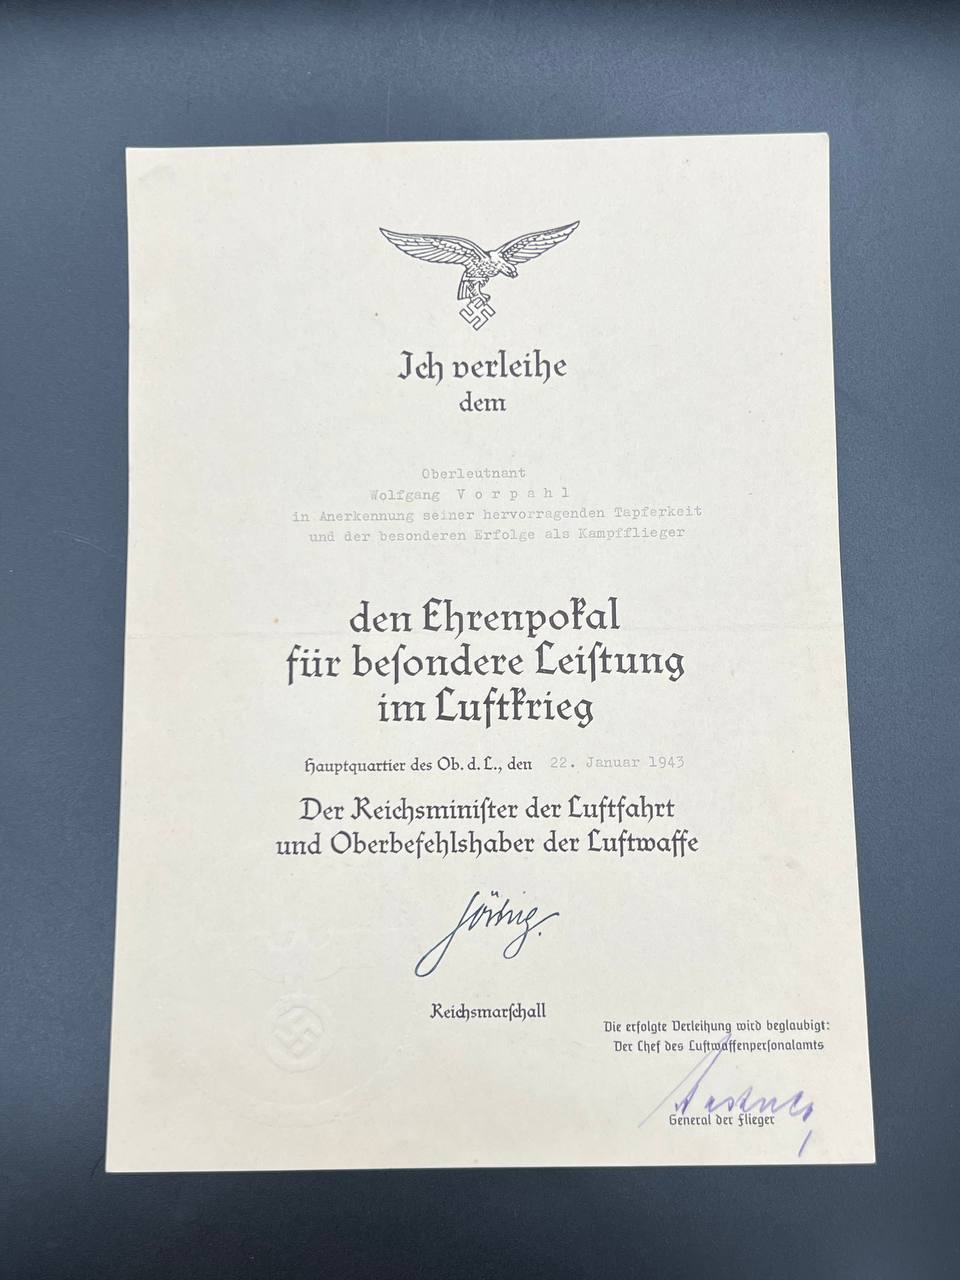 Ich verleihe
dem
Oberleutnant
Wolfgang V o r p a h l
in Anerkennung seiner hervorragenden Tapferkeit
und der besonderen Erfolge als Kampfflieger
den Ehrenpokal
für beſondere Leiſtung
im Luftkrieg
Hauptquartier des Ob. d. L., den 22. Januar 1943
Der Reichsminiſter der Luftfahrt
und Oberbefehlshaber der Luftwaffe
Göring.
Reichsmarſchall
Die erfolgte Verleihung wird beglaubigt:
Der Chef des Luftwaffenperſonalamts
General der Flieger